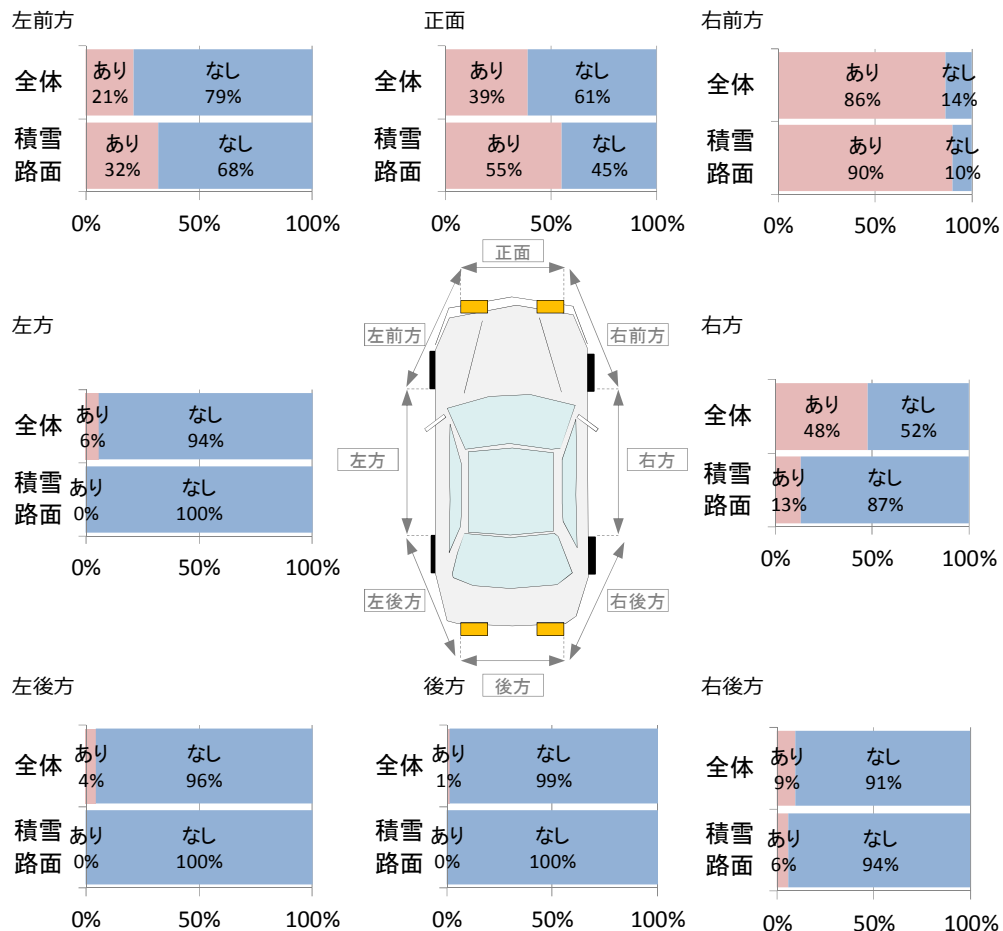 左前方
全体
あり
21%
なし
79%
積雪
路面
あり
32%
なし
68%
0% 50% 100%
正面
全体
あり
39%
なし
61%
積雪
路面
あり
55%
なし
45%
0% 50% 100%
右前方
全体
あり
86%
なし
14%
積雪
路面
あり
90%
なし
10%
0% 50% 100%
正面
左前方
右前方
左方
右方
左後方
右後方
後方
左方
全体
あり
6%
なし
94%
積雪
路面
あり
0%
なし
100%
0% 50% 100%
右方
全体
あり
48%
なし
52%
積雪
路面
あり
13%
なし
87%
0% 50% 100%
左後方
全体
あり
4%
なし
96%
積雪
路面
あり
0%
なし
100%
0% 50% 100%
後方
全体
あり
1%
なし
99%
積雪
路面
あり
0%
なし
100%
0% 50% 100%
右後方
全体
あり
9%
なし
91%
積雪
路面
あり
6%
なし
94%
0% 50% 100%